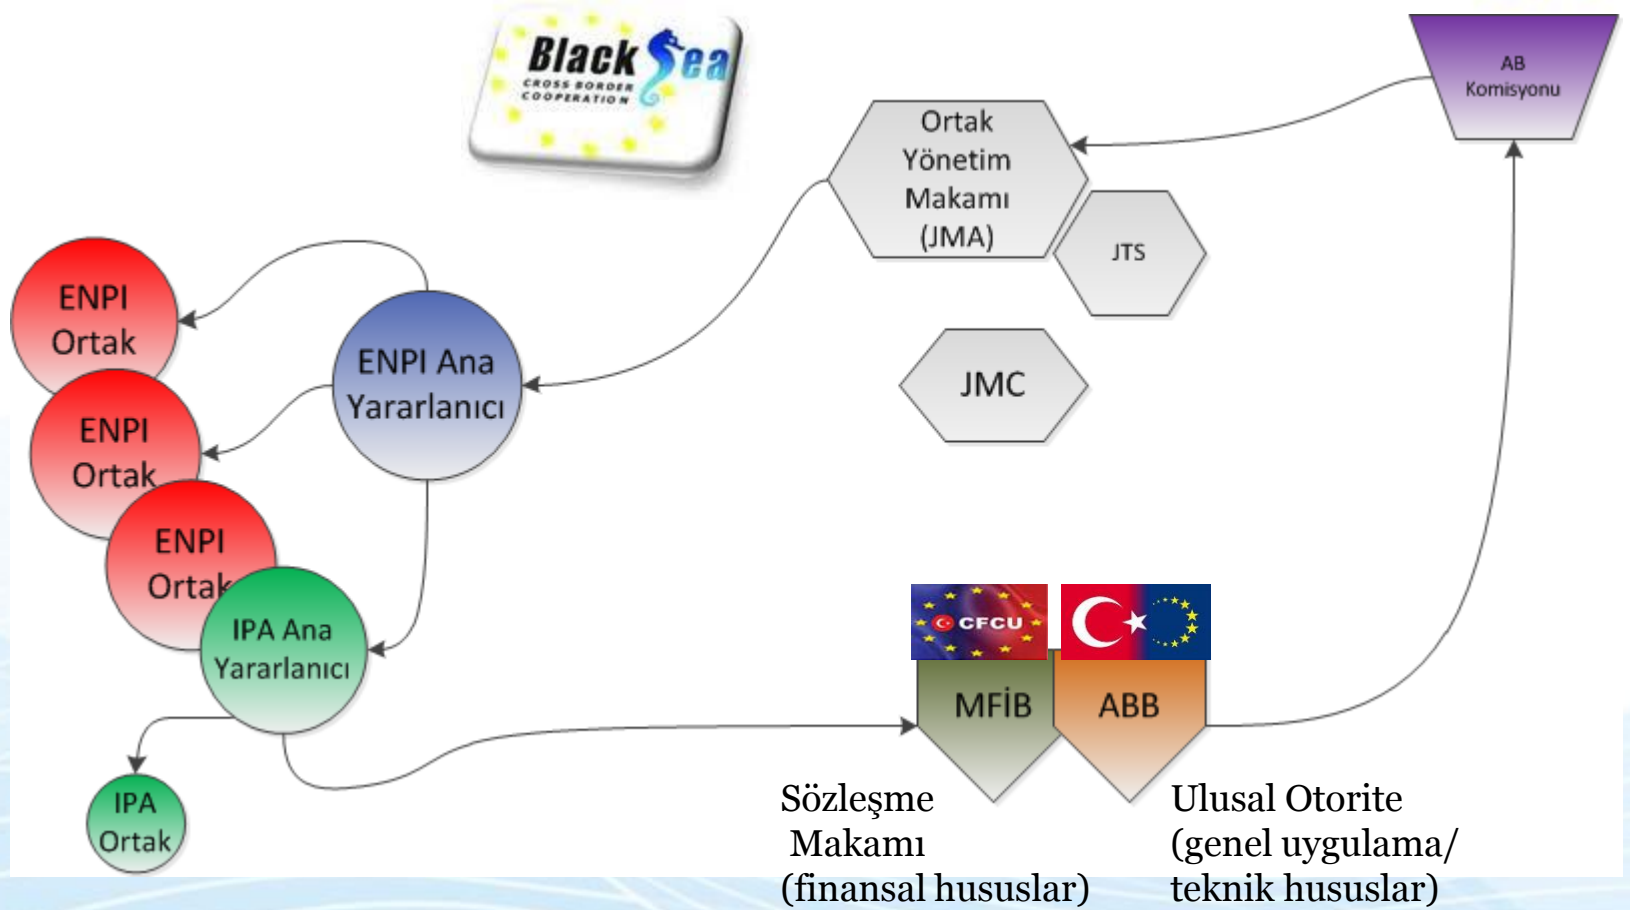 Black Sea
CROSS BORDER
COOPERATION
AB
Komisyonu
Ortak
Yönetim
Makamı
(JMA)
JTS
JMC
ENPI Ana
Yararlanıcı
ENPI
Ortak
ENPI
Ortak
ENPI
Ortak
IPA Ana
Yararlanıcı
IPA
Ortak
CFCU
MFİB
ABB
Sözleşme
Makamı
(finansal hususlar)
Ulusal Otorite
(genel uygulama/
teknik hususlar)